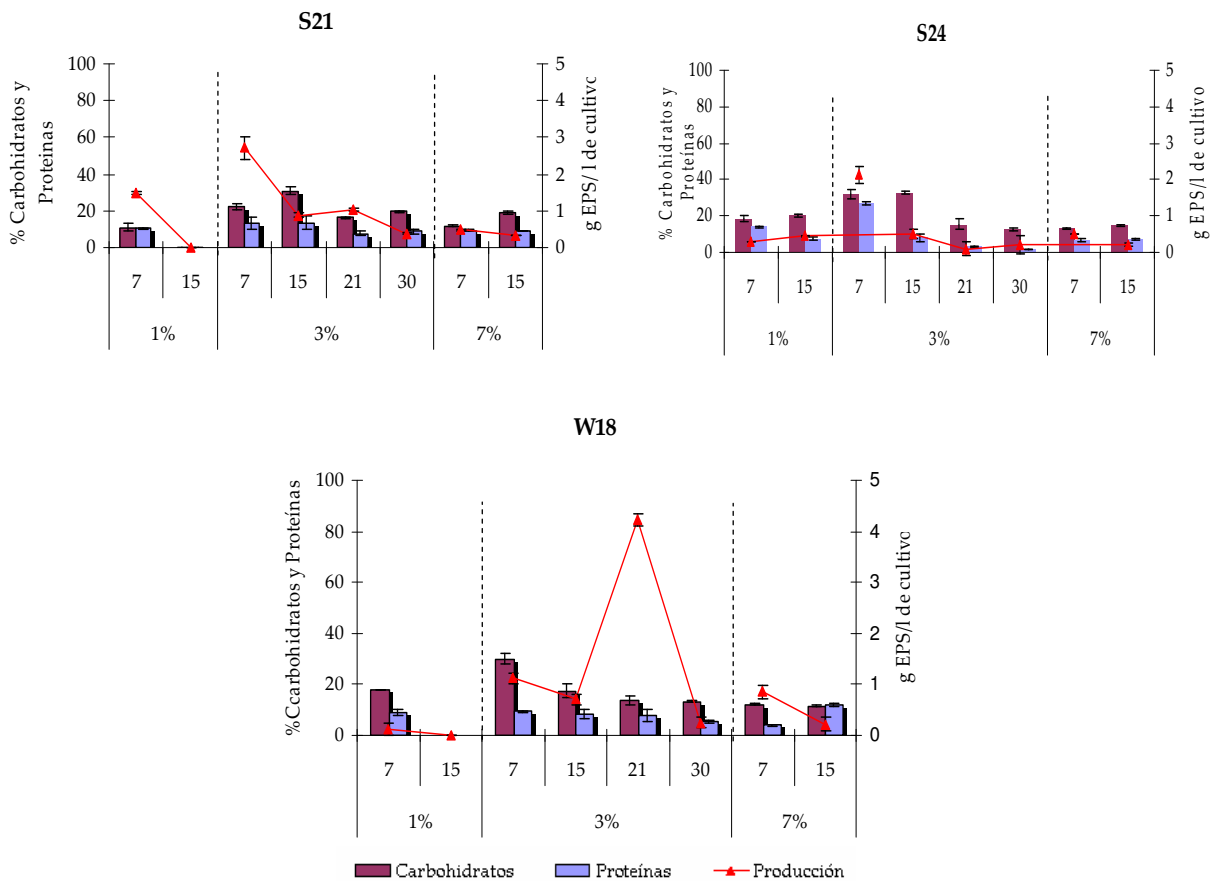 S21
% Carbohidratos y
Proteinas
100
80
60
40
20
0
5
4
3
2
1
0
g EPS/ l de cultivo
7 15 7 15 21 30 7 15
1% 3% 7%
S24
% Carbohidratos y
Proteínas
100
80
60
40
20
0
5
4
3
2
1
0
g EPS/l de cultivo
7 15 7 15 21 30 7 15
1% 3% 7%
W18
%Ccarbohidratos y Proteínas
100
80
60
40
20
0
5
4
3
2
1
0
g EPS/l de cultivo
7 15 7 15 21 30 7 15
1% 3% 7%
Carbohidratos Proteínas Producción